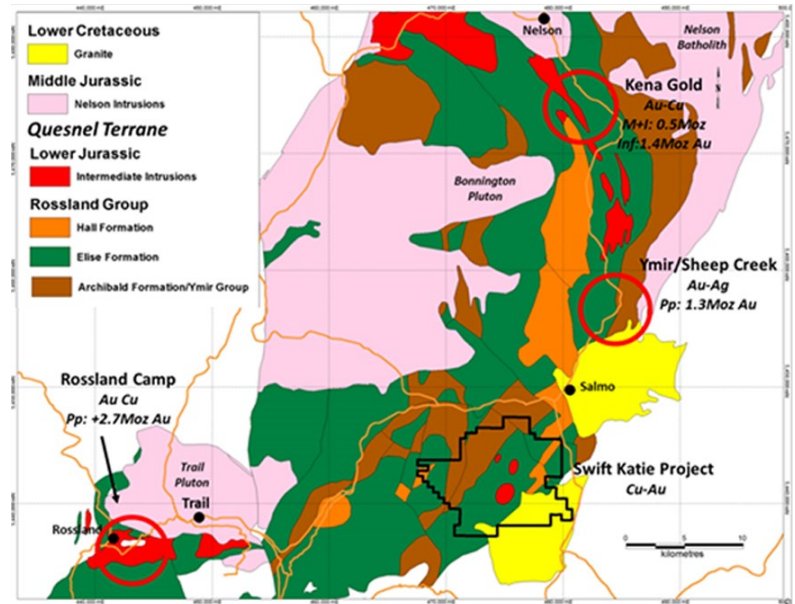 Lower Cretaceous
Granite
Middle Jurassic
Nelson Intrusions
Quesnel Terrane
Lower Jurassic
Intermediate Intrusions
Rossland Group
Hall Formation
Elise Formation
Archibald Formation/Ymir Group
Nelson
Nelson
Batholith
Kena Gold
Au-Cu
M+I: 0.5Moz
Inf:1.4Moz Au
Bonnington
Pluton
Ymir/Sheep Creek
Au-Ag
Pp: 1.3Moz Au
Rossland Camp
Au Cu
Pp: +2.7Moz Au
Salmo
Swift Katie Project
Cu-Au
Trail
Pluton
Trail
Rossland
0 5 10
kilometres